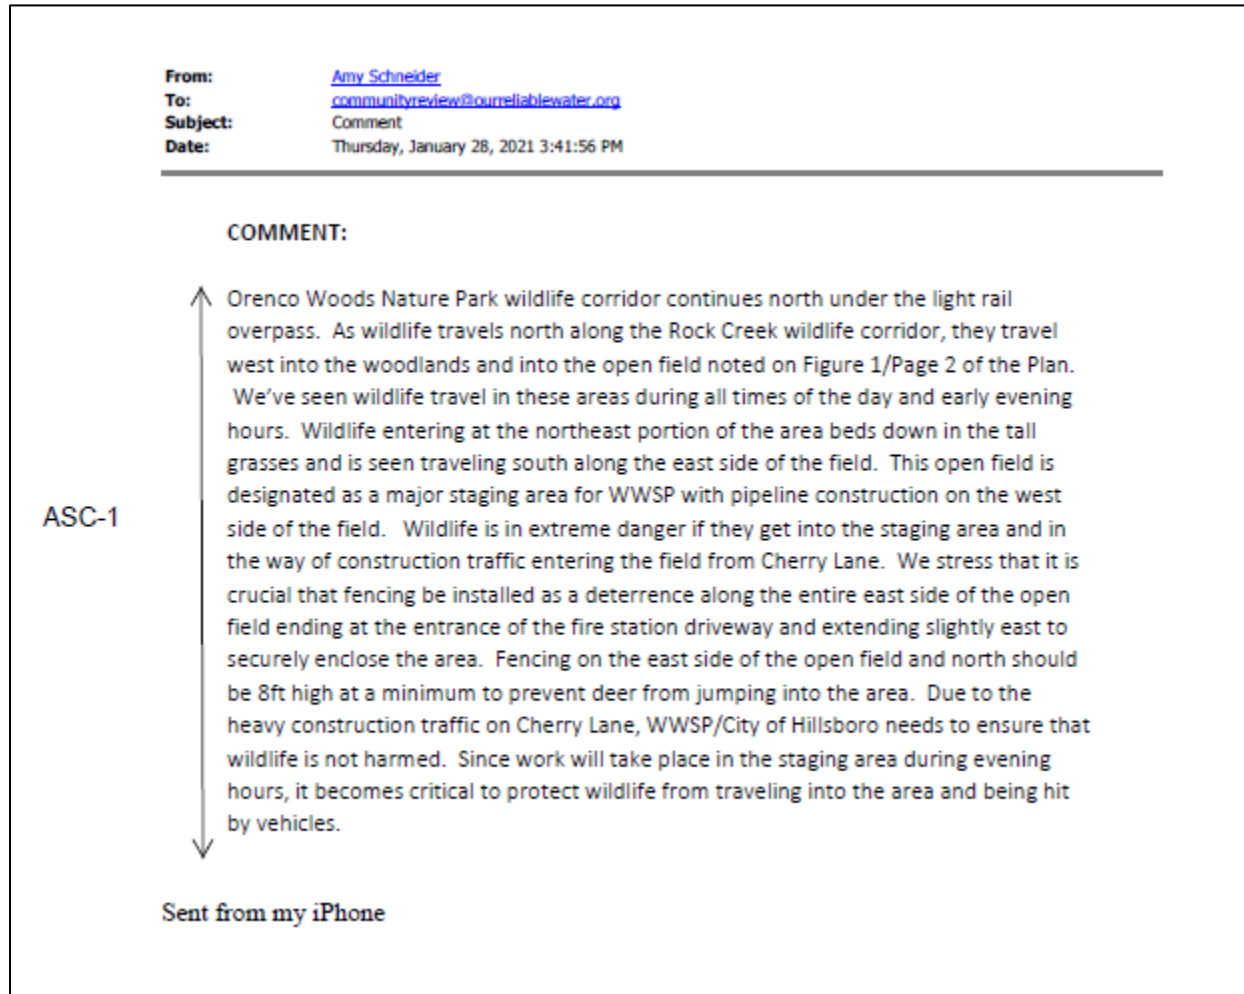 From: Amy Schneider
To: communityreview@ourreliablewater.org
Subject: Comment
Date: Thursday, January 28, 2021 3:41:56 PM
COMMENT:
Orenco Woods Nature Park wildlife corridor continues north under the light rail
overpass.  As wildlife travels north along the Rock Creek wildlife corridor, they travel
west into the woodlands and into the open field noted on Figure 1/Page 2 of the Plan.
We’ve seen wildlife travel in these areas during all times of the day and early evening
hours.  Wildlife entering at the northeast portion of the area beds down in the tall
grasses and is seen traveling south along the east side of the field.  This open field is
designated as a major staging area for WWSP with pipeline construction on the west
ASC-1
side of the field.   Wildlife is in extreme danger if they get into the staging area and in
the way of construction traffic entering the field from Cherry Lane.  We stress that it is
crucial that fencing be installed as a deterrence along the entire east side of the open
field ending at the entrance of the fire station driveway and extending slightly east to
securely enclose the area.  Fencing on the east side of the open field and north should
be 8ft high at a minimum to prevent deer from jumping into the area.  Due to the
heavy construction traffic on Cherry Lane, WWSP/City of Hillsboro needs to ensure that
wildlife is not harmed.  Since work will take place in the staging area during evening
hours, it becomes critical to protect wildlife from traveling into the area and being hit
by vehicles.
Sent from my iPhone